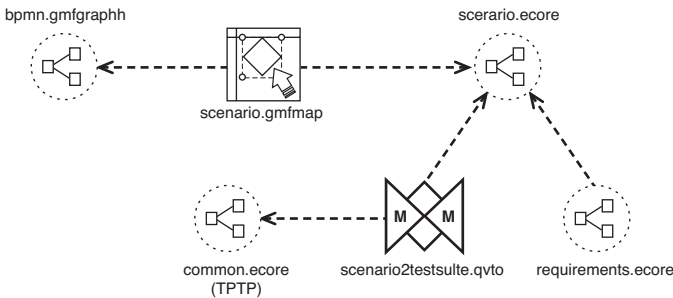 bpmn.gmfgraphh
scerario.ecore
scenario.gmfmap
M M
common.ecore
(TPTP)
scenario2testsulte.qvto
requirements.ecore